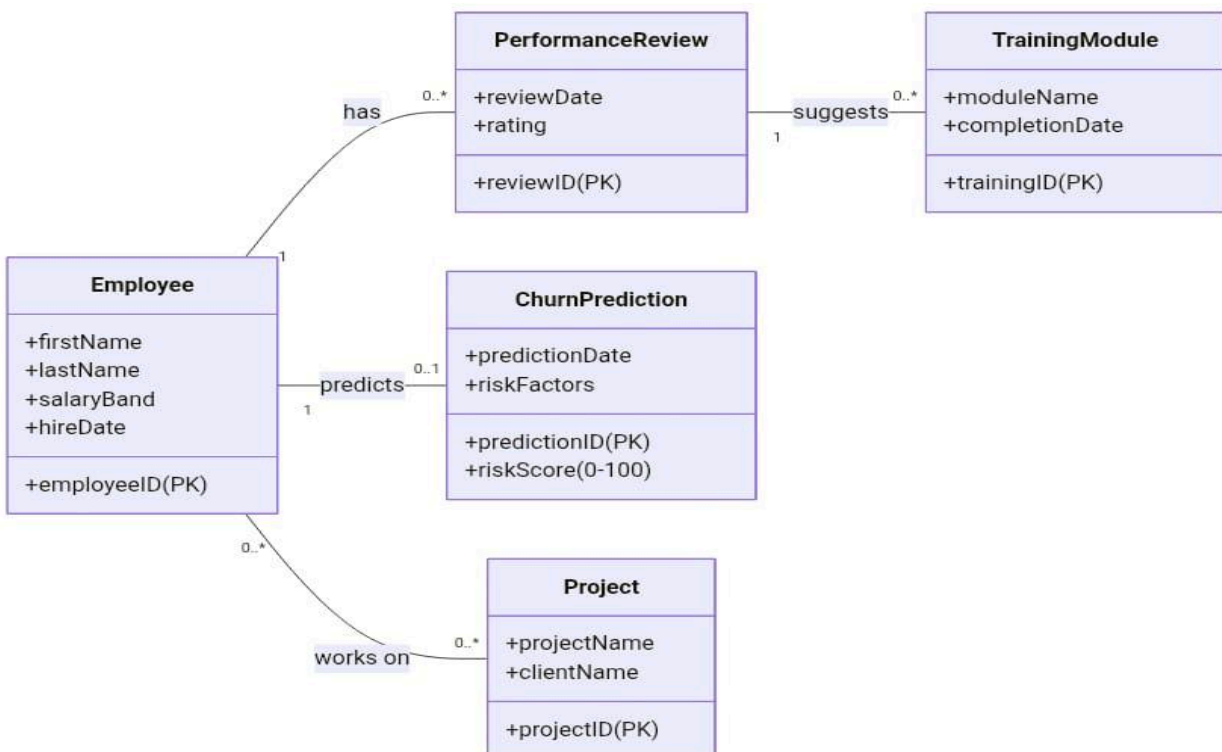 PerformanceReview
+reviewDate
+rating
+reviewID(PK)
TrainingModule
+moduleName
+completionDate
+trainingID(PK)
has
0..*
1
suggests
0..*
1
Employee
+firstName
+lastName
+salaryBand
+hireDate
+employeeID(PK)
predicts
0..1
1
ChurnPrediction
+predictionDate
+riskFactors
+predictionID(PK)
+riskScore(0-100)
0..*
works on
0..*
Project
+projectName
+clientName
+projectID(PK)